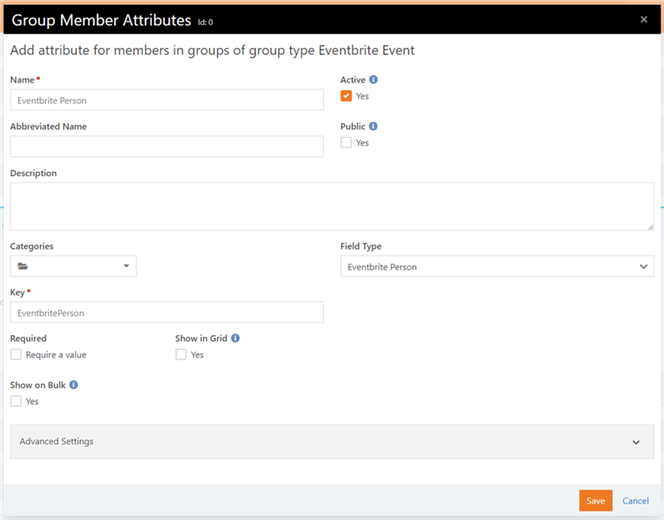 Group Member Attributes Id: 0 ×
Add attribute for members in groups of group type Eventbrite Event
Name * Active
Eventbrite Person Yes
Abbreviated Name Public
Yes
Description
Categories Field Type
Eventbrite Person
Key *
EventbritePerson
Required Show in Grid
Require a value Yes
Show on Bulk
Yes
Advanced Settings
Save Cancel